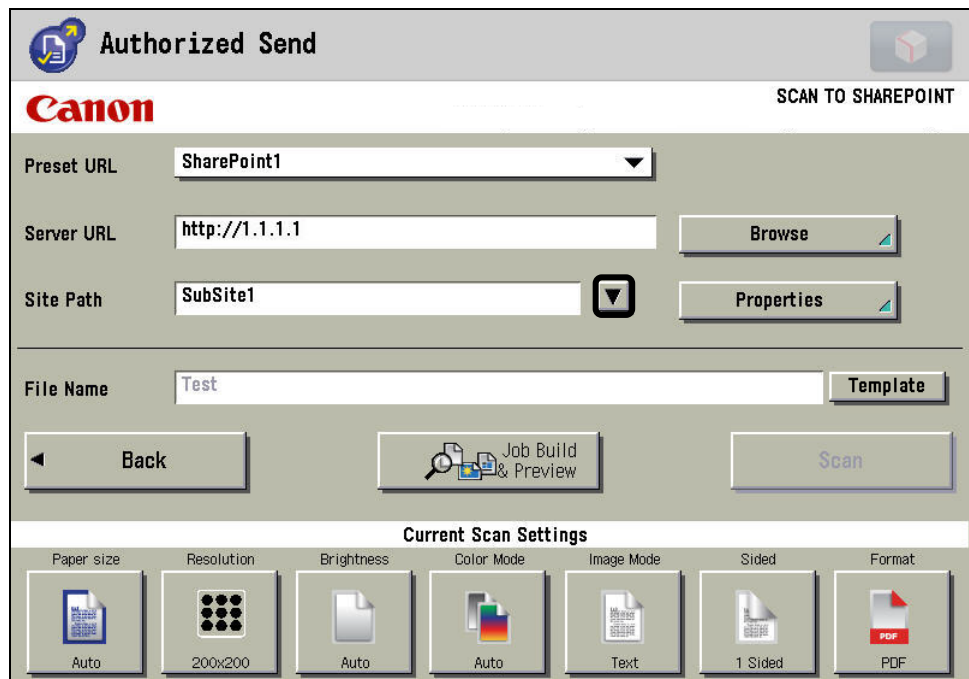 Authorized Send
Canon
SCAN TO SHAREPOINT
Preset URL
SharePoint1
Server URL
http://1.1.1.1
Browse
Site Path
SubSite1
Properties
File Name
Test
Template
Back
Job Build
& Preview
Scan
Current Scan Settings
Paper size
Resolution
Brightness
Color Mode
Image Mode
Sided
Format
PDF
Auto
200x200
Auto
Auto
Text
1 Sided
PDF